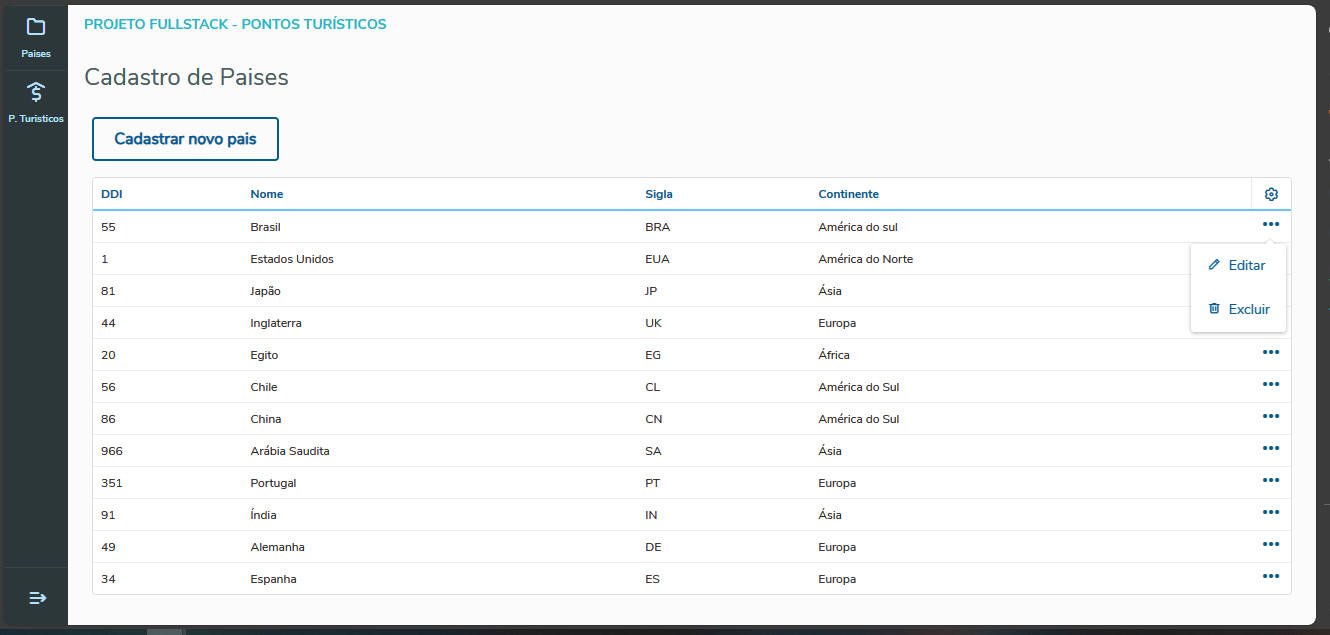 PROJETO FULLSTACK - PONTOS TURÍSTICOS
Paises
P. Turisticos
Cadastro de Paises
Cadastrar novo pais
DDI Nome Sigla Continente
55 Brasil BRA América do sul
1 Estados Unidos EUA América do Norte
81 Japão JP Ásia
44 Inglaterra UK Europa
20 Egito EG África
56 Chile CL América do Sul
86 China CN América do Sul
966 Arábia Saudita SA Ásia
351 Portugal PT Europa
91 Índia IN Ásia
49 Alemanha DE Europa
34 Espanha ES Europa
Editar
Excluir